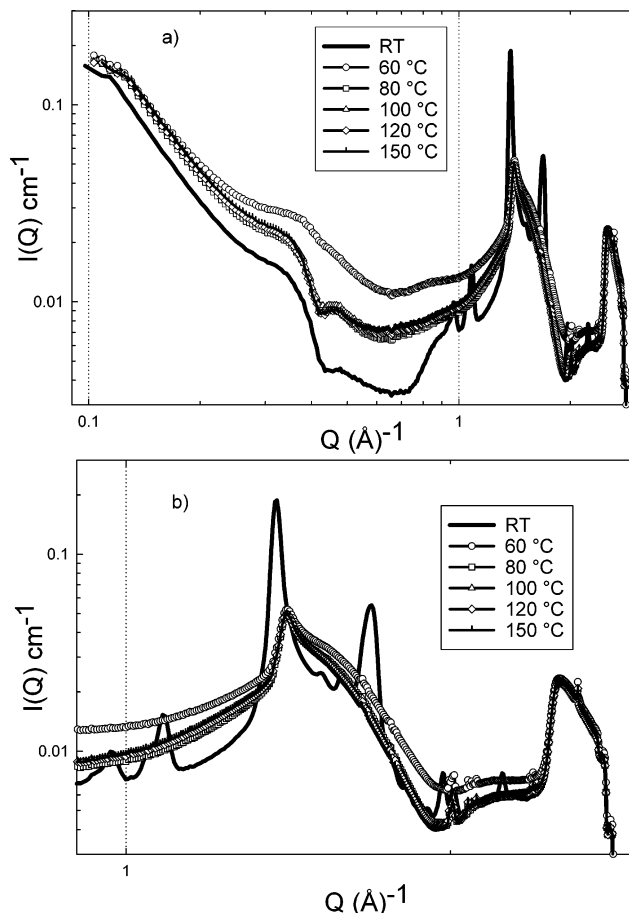 a)
RT
60 °C
80 °C
100 °C
120 °C
150 °C
0.1
0.01
I(Q) cm-1
0.1
1
Q (Å)-1
b)
RT
60 °C
80 °C
100 °C
120 °C
150 °C
0.1
0.01
I(Q) cm-1
1
Q (Å)-1